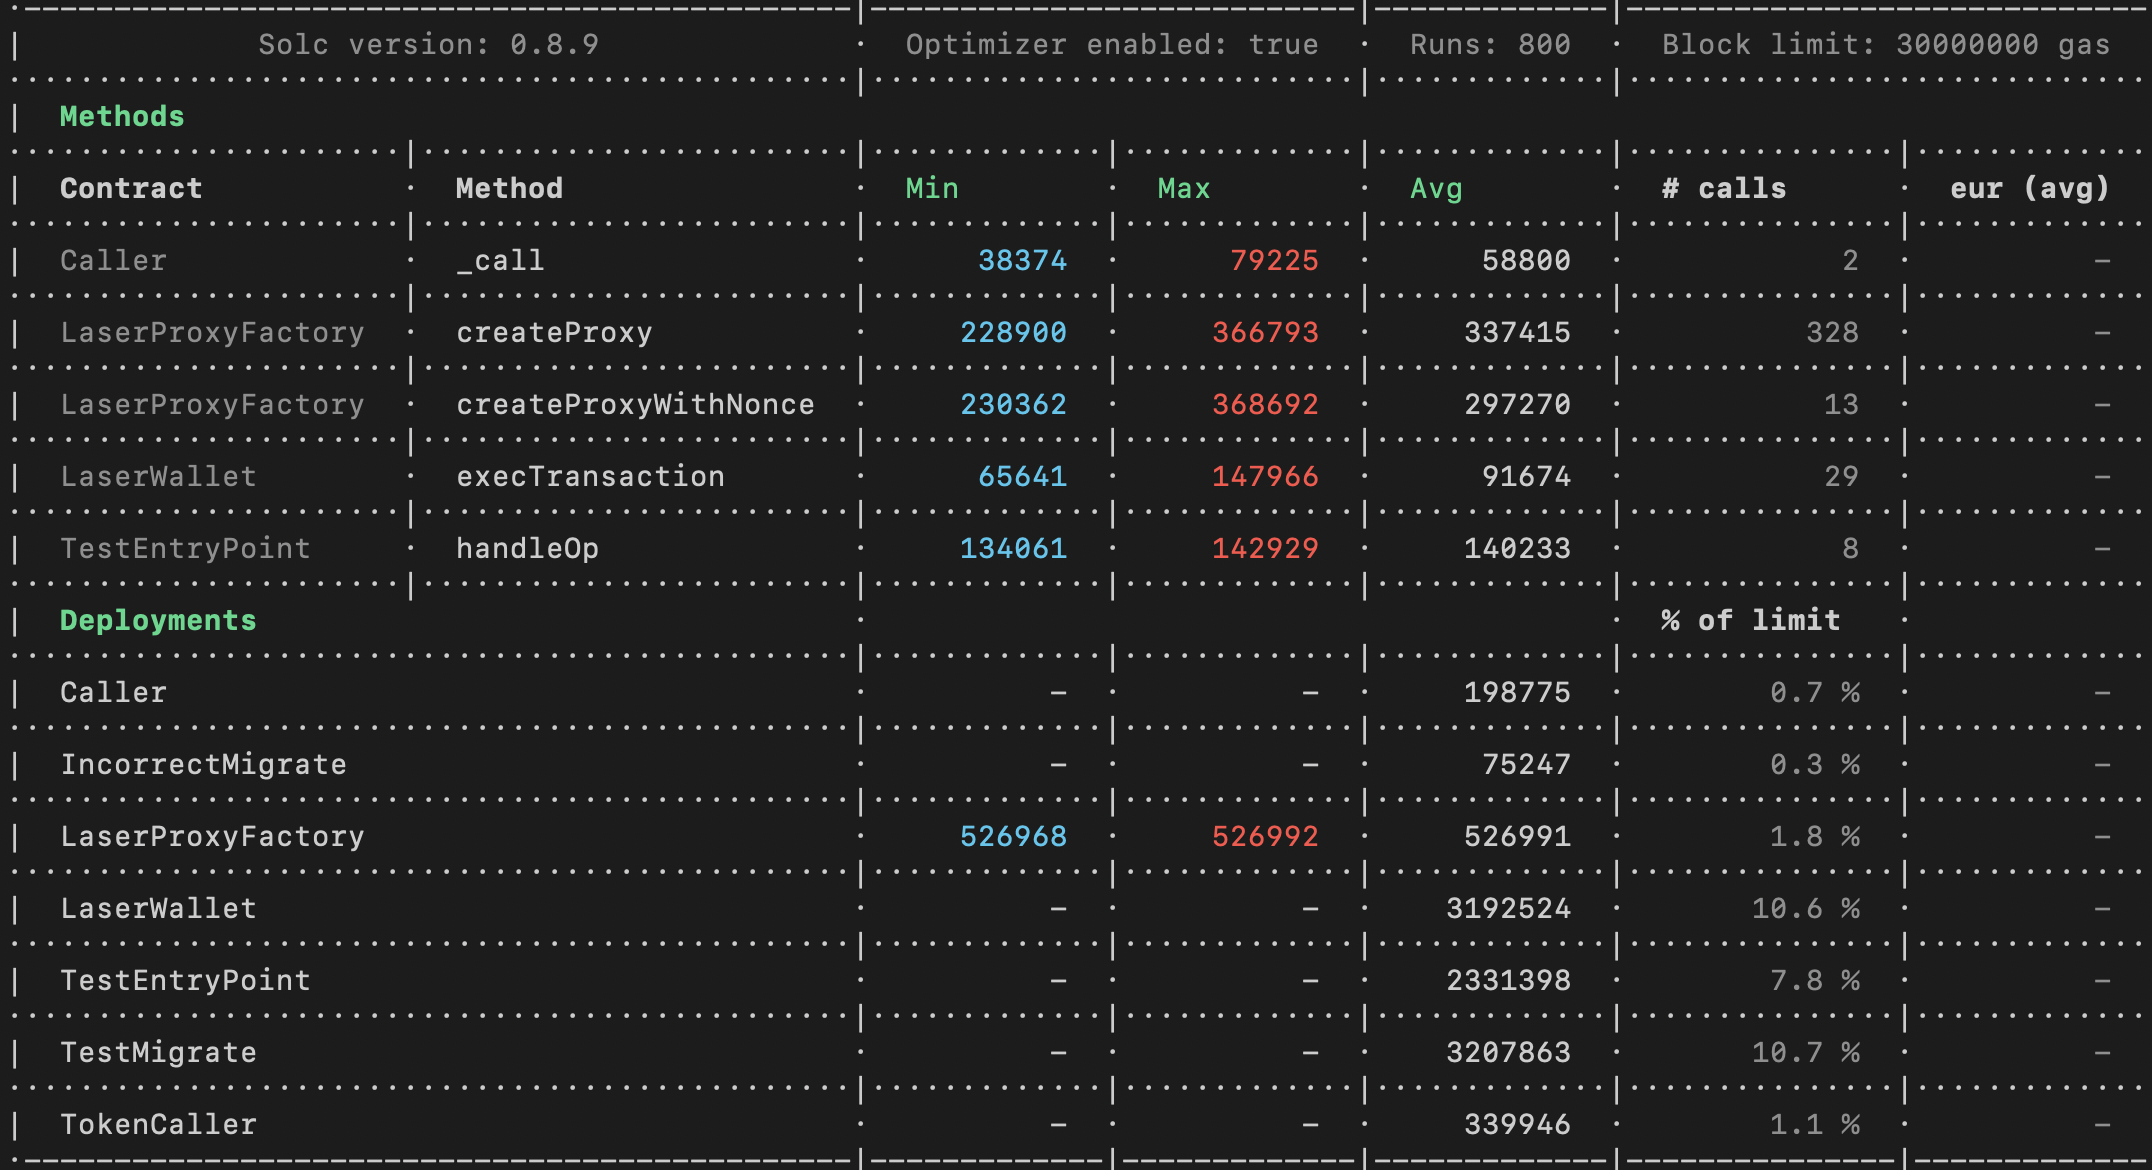 Solc version: 0.8.9 · Optimizer enabled: true · Runs: 800 · Block limit: 30000000 gas
Methods
Contract · Method · Min · Max · Avg · # calls · eur (avg)
Caller · _call · 38374 · 79225 · 58800 · 2 · -
LaserProxyFactory · createProxy · 228900 · 366793 · 337415 · 328 · -
LaserProxyFactory · createProxyWithNonce · 230362 · 368692 · 297270 · 13 · -
LaserWallet · execTransaction · 65641 · 147966 · 91674 · 29 · -
TestEntryPoint · handleOp · 134061 · 142929 · 140233 · 8 · -
Deployments · · % of limit ·
Caller · - · - · 198775 · 0.7 % · -
IncorrectMigrate · - · - · 75247 · 0.3 % · -
LaserProxyFactory · 526968 · 526992 · 526991 · 1.8 % · -
LaserWallet · - · - · 3192524 · 10.6 % · -
TestEntryPoint · - · - · 2331398 · 7.8 % · -
TestMigrate · - · - · 3207863 · 10.7 % · -
TokenCaller · - · - · 339946 · 1.1 % · -